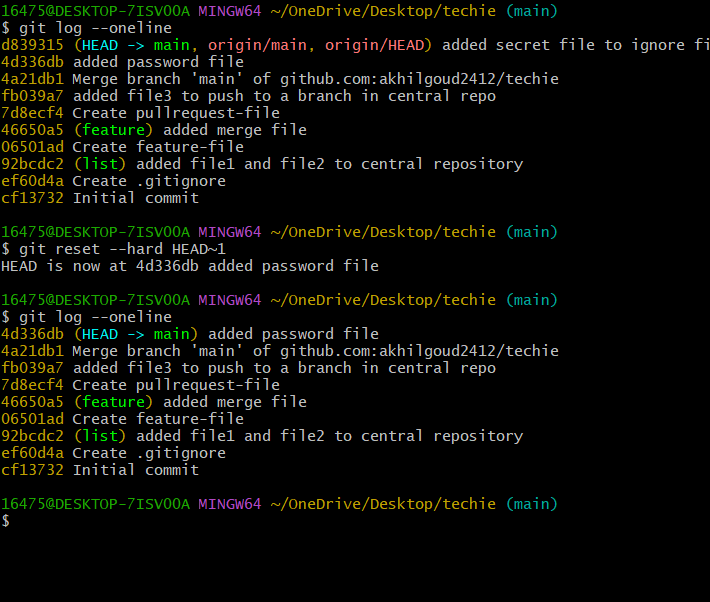 16475@DESKTOP-7ISVO0A MINGW64 ~/OneDrive/Desktop/techie (main)
$ git log --oneline
d839315 (HEAD -> main, origin/main, origin/HEAD) added secret file to ignore fi
4d336db added password file
4a21db1 Merge branch 'main' of github.com:akhilgoud2412/techie
fb039a7 added file3 to push to a branch in central repo
7d8ecf4 Create pullrequest-file
46650a5 (feature) added merge file
06501ad Create feature-file
92bcdc2 (list) added file1 and file2 to central repository
ef60d4a Create .gitignore
cf13732 Initial commit
16475@DESKTOP-7ISVO0A MINGW64 ~/OneDrive/Desktop/techie (main)
$ git reset --hard HEAD~1
HEAD is now at 4d336db added password file
16475@DESKTOP-7ISVO0A MINGW64 ~/OneDrive/Desktop/techie (main)
$ git log --oneline
4d336db (HEAD -> main) added password file
4a21db1 Merge branch 'main' of github.com:akhilgoud2412/techie
fb039a7 added file3 to push to a branch in central repo
7d8ecf4 Create pullrequest-file
46650a5 (feature) added merge file
06501ad Create feature-file
92bcdc2 (list) added file1 and file2 to central repository
ef60d4a Create .gitignore
cf13732 Initial commit
16475@DESKTOP-7ISVO0A MINGW64 ~/OneDrive/Desktop/techie (main)
$